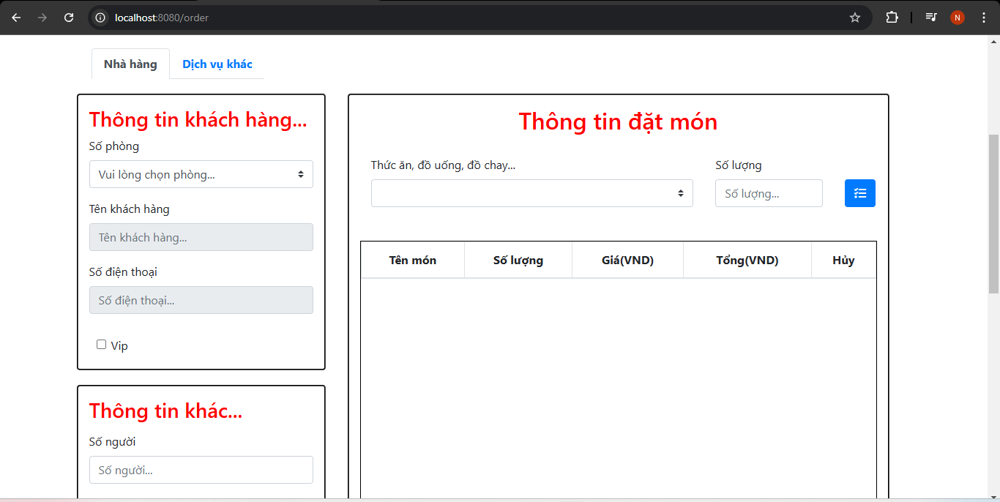 localhost:8080/order
N
Nhà hàng
Dịch vụ khác
Thông tin khách hàng...
Số phòng
Vui lòng chọn phòng...
Tên khách hàng
Tên khách hàng...
Số điện thoại
Số điện thoại...
Vip
Thông tin khác...
Số người
Số người...
Thông tin đặt món
Thức ăn, đồ uống, đồ chay...
Số lượng
Số lượng...
Tên món Số lượng Giá(VND) Tổng(VND) Hủy